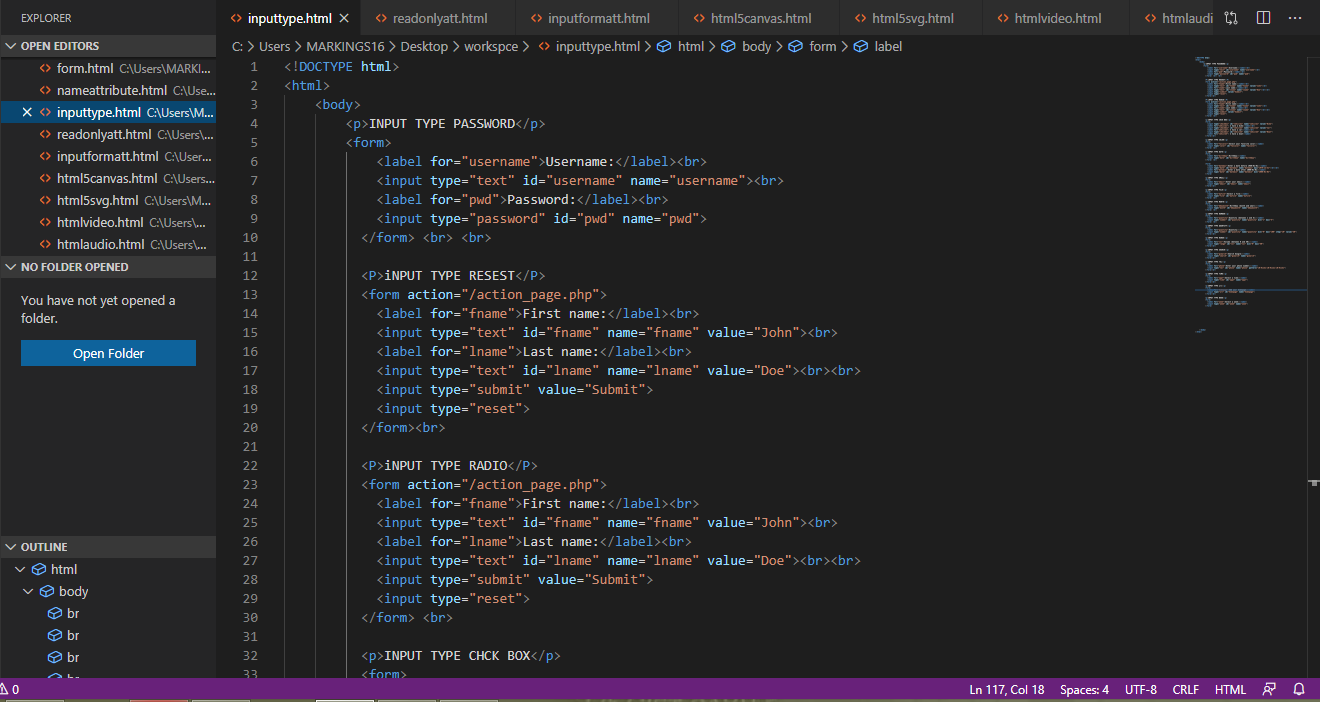 EXPLORER
inputtype.html
readonlyatt.html
inputformatt.html
html5canvas.html
html5svg.html
htmlvideo.html
htmlaudi
OPEN EDITORS
form.html C:\Users\MARKI...
nameattribute.html C:\Use...
inputtype.html C:\Users\M...
readonlyatt.html C:\Users\...
inputformatt.html C:\User...
html5canvas.html C:\Users...
html5svg.html C:\Users\M...
htmlvideo.html C:\Users\...
htmlaudio.html C:\Users\...
NO FOLDER OPENED
You have not yet opened a
folder.
Open Folder
OUTLINE
html
body
br
br
br
C: > Users > MARKINGS16 > Desktop > workspce > inputtype.html > html > body > form > label
1 <!DOCTYPE html>
2 <html>
3 <body>
4 <p>INPUT TYPE PASSWORD</p>
5 <form>
6 <label for="username">Username:</label><br>
7 <input type="text" id="username" name="username"><br>
8 <label for="pwd">Password:</label><br>
9 <input type="password" id="pwd" name="pwd">
10 </form> <br> <br>
11
12 <P>iNPUT TYPE RESEST</P>
13 <form action="/action_page.php">
14 <label for="fname">First name:</label><br>
15 <input type="text" id="fname" name="fname" value="John"><br>
16 <label for="lname">Last name:</label><br>
17 <input type="text" id="lname" name="lname" value="Doe"><br><br>
18 <input type="submit" value="Submit">
19 <input type="reset">
20 </form><br>
21
22 <P>iNPUT TYPE RADIO</P>
23 <form action="/action_page.php">
24 <label for="fname">First name:</label><br>
25 <input type="text" id="fname" name="fname" value="John"><br>
26 <label for="lname">Last name:</label><br>
27 <input type="text" id="lname" name="lname" value="Doe"><br><br>
28 <input type="submit" value="Submit">
29 <input type="reset">
30 </form> <br>
31
32 <p>INPUT TYPE CHCK BOX</p>
33 <form>
0
Ln 117, Col 18 Spaces: 4 UTF-8 CRLF HTML